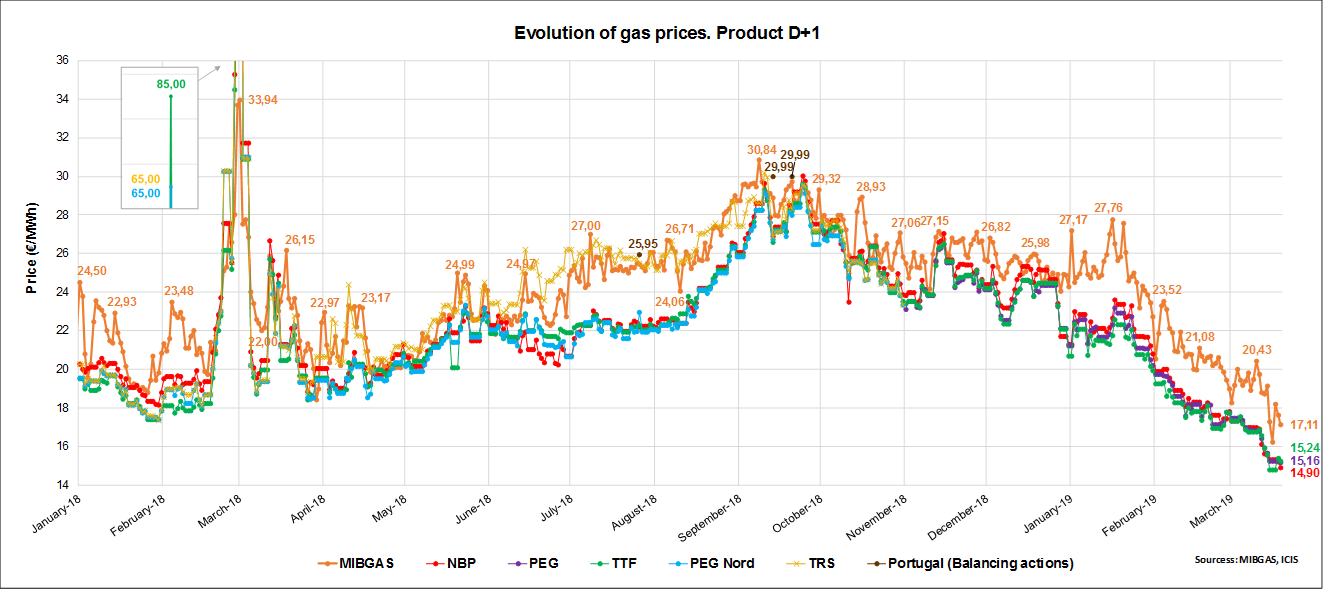 Evolution of gas prices. Product D+1
Price (€/MWh)
36
34
32
30
28
26
24
22
20
18
16
14
85,00
65,00
65,00
24,50
22,93
23,48
33,94
22,00
26,15
22,97
23,17
24,99
24,97
27,00
25,95
24,06
26,71
30,84
29,99
29,99
29,32
28,93
27,06
27,15
26,82
25,98
27,17
27,76
23,52
21,08
20,43
17,11
15,24
15,16
14,90
January-18
February-18
March-18
April-18
May-18
June-18
July-18
August-18
September-18
October-18
November-18
December-18
January-19
February-19
March-19
MIBGAS NBP PEG TTF PEG Nord TRS Portugal (Balancing actions)
Sourcess: MIBGAS, ICIS